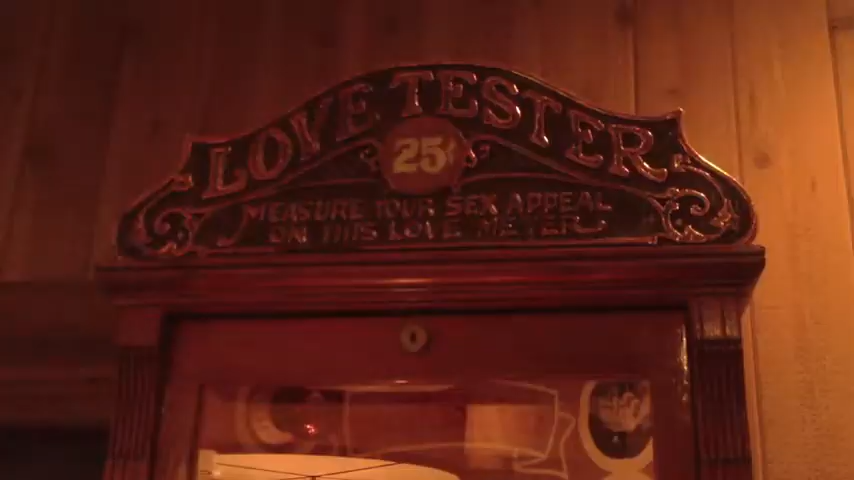 LOVE TESTER
25¢
MEASURE YOUR SEX APPEAL
ON THIS LOVE METER